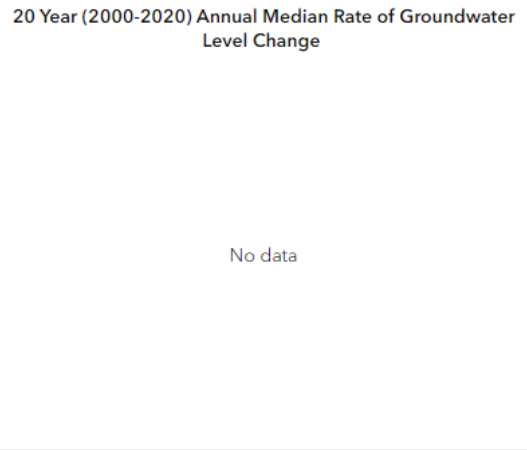 20 Year (2000-2020) Annual Median Rate of Groundwater
Level Change
No data